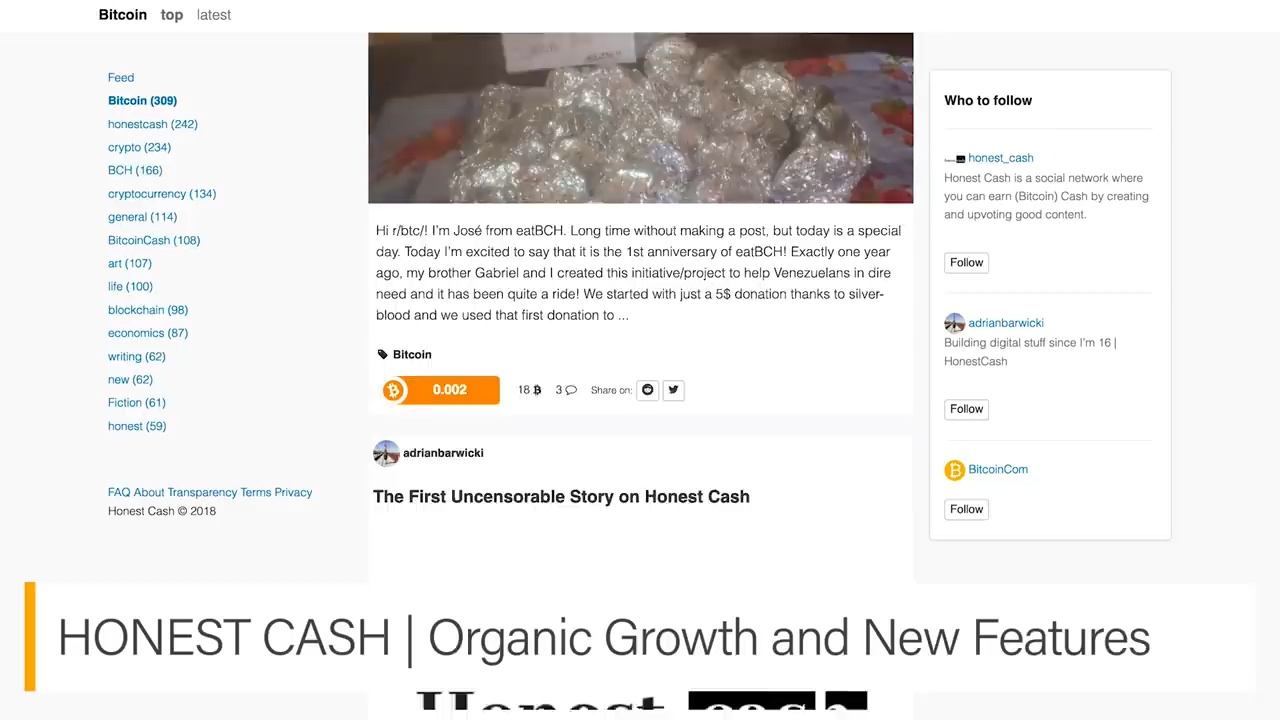 Bitcoin top latest
Feed
Bitcoin (309)
honestcash (242)
crypto (234)
BCH (166)
cryptocurrency (134)
general (114)
BitcoinCash (108)
art (107)
life (100)
blockchain (98)
economics (87)
writing (62)
new (62)
Fiction (61)
honest (59)
FAQ About Transparency Terms Privacy
Honest Cash © 2018
Hi r/btc/! I'm José from eatBCH. Long time without making a post, but today is a special
day. Today I'm excited to say that it is the 1st anniversary of eatBCH! Exactly one year
ago, my brother Gabriel and I created this initiative/project to help Venezuelans in dire
need and it has been quite a ride! We started with just a 5$ donation thanks to silver-
blood and we used that first donation to ...
Bitcoin
0.002 18 3 Share on:
adrianbarwicki
The First Uncensorable Story on Honest Cash
Who to follow
honest_cash
Honest Cash is a social network where
you can earn (Bitcoin) Cash by creating
and upvoting good content.
Follow
adrianbarwicki
Building digital stuff since I'm 16 |
HonestCash
Follow
BitcoinCom
Follow
HONEST CASH | Organic Growth and New Features
Honest cash